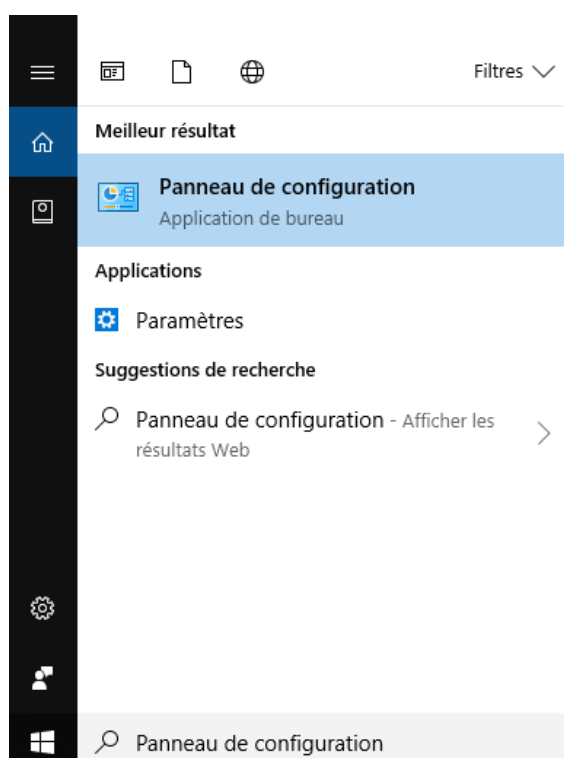 Filtres
Meilleur résultat
Panneau de configuration
Application de bureau
Applications
Paramètres
Suggestions de recherche
Panneau de configuration - Afficher les
résultats Web
Panneau de configuration